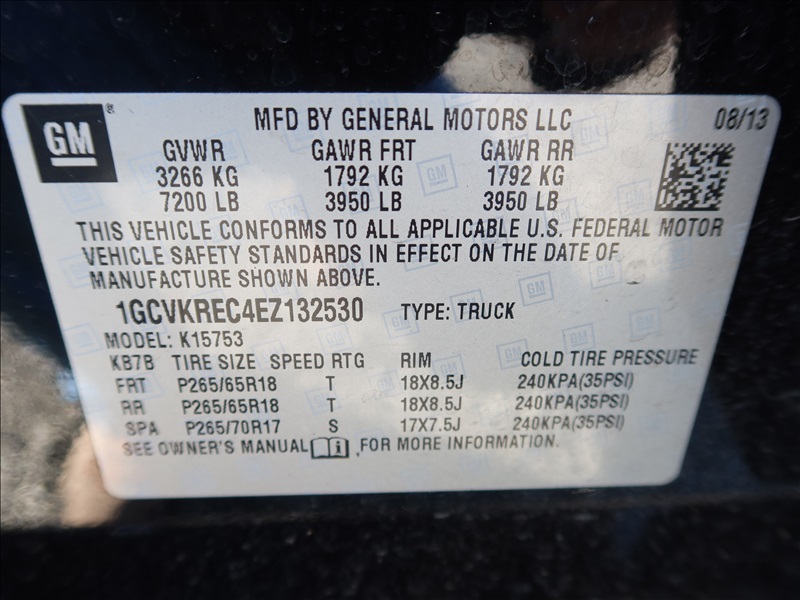 GM
MFD BY GENERAL MOTORS LLC 08/13
GVWR GAWR FRT GAWR RR
3266 KG 1792 KG 1792 KG
7200 LB 3950 LB 3950 LB
THIS VEHICLE CONFORMS TO ALL APPLICABLE U.S. FEDERAL MOTOR
VEHICLE SAFETY STANDARDS IN EFFECT ON THE DATE OF
MANUFACTURE SHOWN ABOVE.
1GCVKREC4EZ132530 TYPE: TRUCK
MODEL: K15753
KB7B TIRE SIZE SPEED RTG RIM COLD TIRE PRESSURE
FRT P265/65R18 T 18X8.5J 240KPA(35PSI)
RR P265/65R18 T 18X8.5J 240KPA(35PSI)
SPA P265/70R17 S 17X7.5J 240KPA(35PSI)
SEE OWNER'S MANUAL i .FOR MORE INFORMATION.